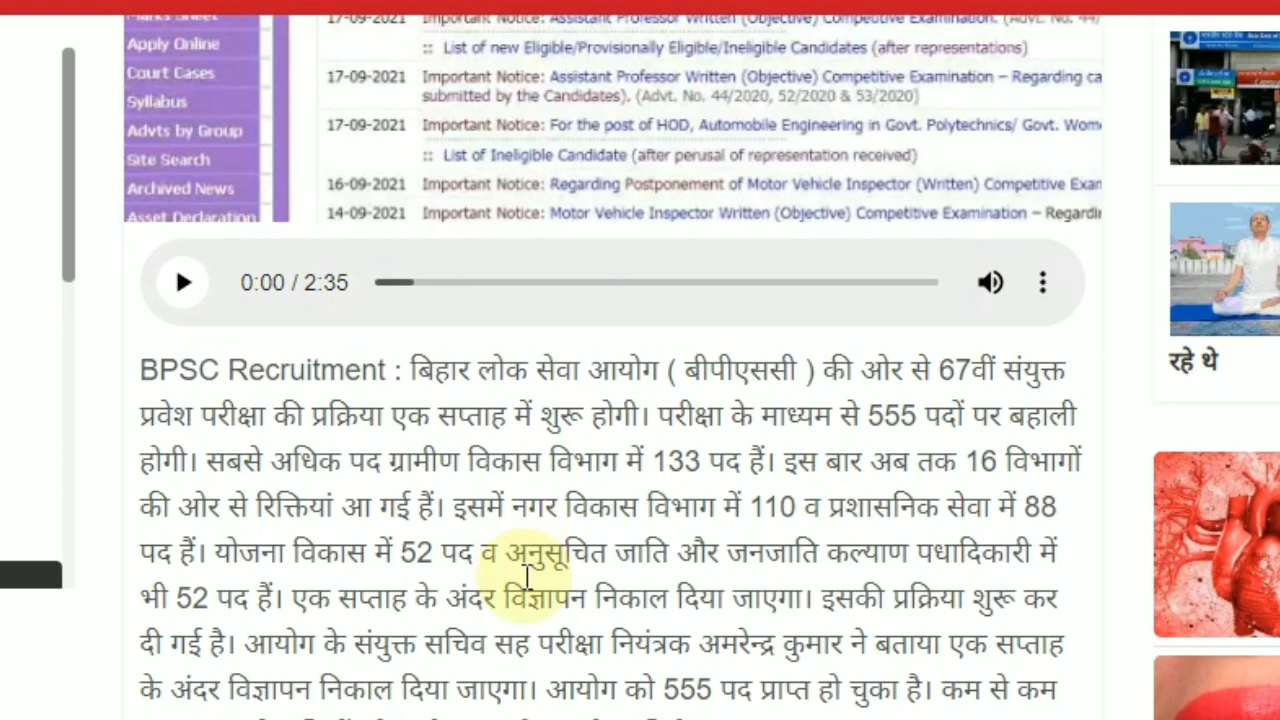 Marks Sheet
Apply Online
Court Cases
Syllabus
Advts by Group
Site Search
Archived News
Asset Declaration
17-09-2021 Important Notice: Assistant Professor Written (Objective) Competitive Examination. (Advt. No. 44/
:: List of new Eligible/Provisionally Eligible/Ineligible Candidates (after representations)
17-09-2021 Important Notice: Assistant Professor Written (Objective) Competitive Examination – Regarding ca
submitted by the Candidates). (Advt. No. 44/2020, 52/2020 & 53/2020)
17-09-2021 Important Notice: For the post of HOD, Automobile Engineering in Govt. Polytechnics/ Govt. Wom
:: List of Ineligible Candidate (after perusal of representation received)
16-09-2021 Important Notice: Regarding Postponement of Motor Vehicle Inspector (Written) Competitive Exam
14-09-2021 Important Notice: Motor Vehicle Inspector Written (Objective) Competitive Examination – Regardi
0:00 / 2:35
BPSC Recruitment : बिहार लोक सेवा आयोग ( बीपीएससी ) की ओर से 67वीं संयुक्त
प्रवेश परीक्षा की प्रक्रिया एक सप्ताह में शुरू होगी। परीक्षा के माध्यम से 555 पदों पर बहाली
होगी। सबसे अधिक पद ग्रामीण विकास विभाग में 133 पद हैं। इस बार अब तक 16 विभागों
की ओर से रिक्तियां आ गई हैं। इसमें नगर विकास विभाग में 110 व प्रशासनिक सेवा में 88
पद हैं। योजना विकास में 52 पद व अनुसूचित जाति और जनजाति कल्याण पधादिकारी में
भी 52 पद हैं। एक सप्ताह के अंदर विज्ञापन निकाल दिया जाएगा। इसकी प्रक्रिया शुरू कर
दी गई है। आयोग के संयुक्त सचिव सह परीक्षा नियंत्रक अमरेन्द्र कुमार ने बताया एक सप्ताह
के अंदर विज्ञापन निकाल दिया जाएगा। आयोग को 555 पद प्राप्त हो चुका है। कम से कम
रहे थे